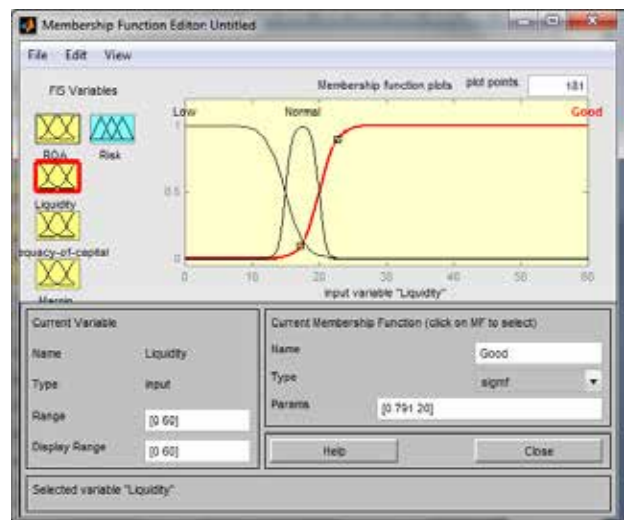 Membership Function Editor: Untitled
File Edit View
FIS Variables
Membership function plots plot points: 181
ROA Risk
Liquidity
equacy-of-capital
Margin
Low Normal Good
1
0.5
0
0 10 20 30 40 50 60
input variable "Liquidity"
Current Variable
Name Liquidity
Type input
Range [0 60]
Display Range [0 60]
Current Membership Function (click on MF to select)
Name Good
Type sigmf
Params [0.791 20]
Help Close
Selected variable "Liquidity"